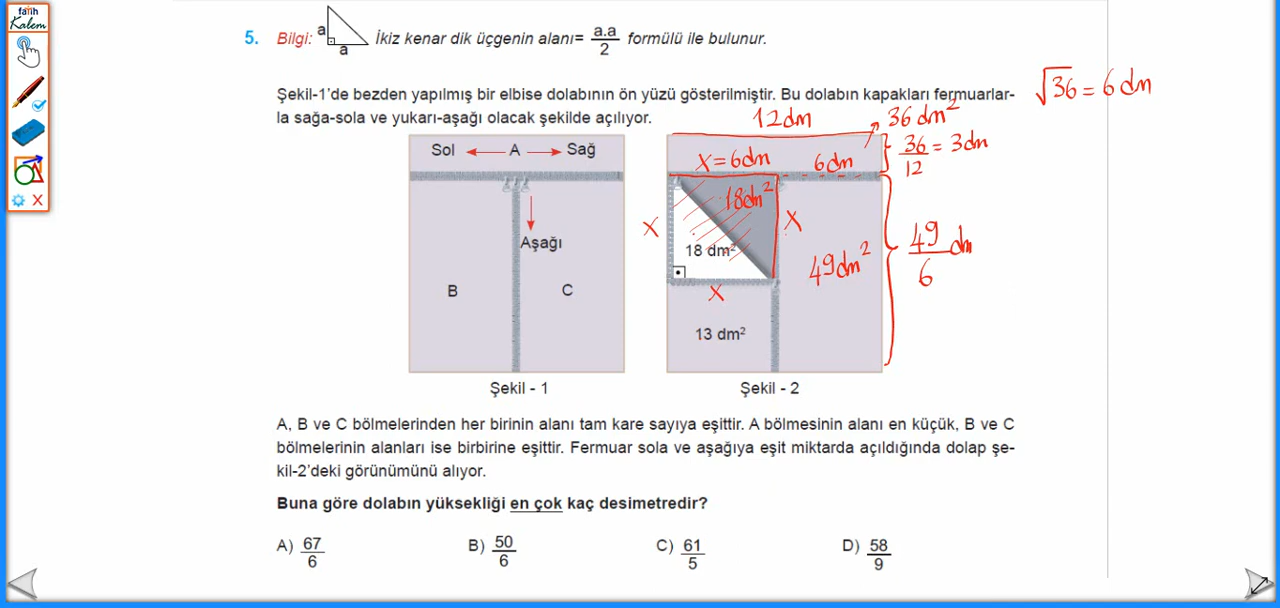 fatih
Kalem
5. Bilgi: a a İkiz kenar dik üçgenin alanı= a.a/2 formülü ile bulunur.
√36 = 6 dm
Şekil-1'de bezden yapılmış bir elbise dolabının ön yüzü gösterilmiştir. Bu dolabın kapakları fermuarlar-
la sağa-sola ve yukarı-aşağı olacak şekilde açılıyor.
12 dm
36 dm²
Sol A Sağ
x = 6 dm 6 dm
36/12 = 3 dm
18 dm²
Aşağı
x
x
18 dm²
49 dm²
49/6 dm
B C
x
13 dm²
Şekil - 1
Şekil - 2
A, B ve C bölmelerinden her birinin alanı tam kare sayıya eşittir. A bölmesinin alanı en küçük, B ve C
bölmelerinin alanları ise birbirine eşittir. Fermuar sola ve aşağıya eşit miktarda açıldığında dolap şe-
kil-2'deki görünümünü alıyor.
Buna göre dolabın yüksekliği en çok kaç desimetredir?
A) 67/6 B) 50/6 C) 61/5 D) 58/9